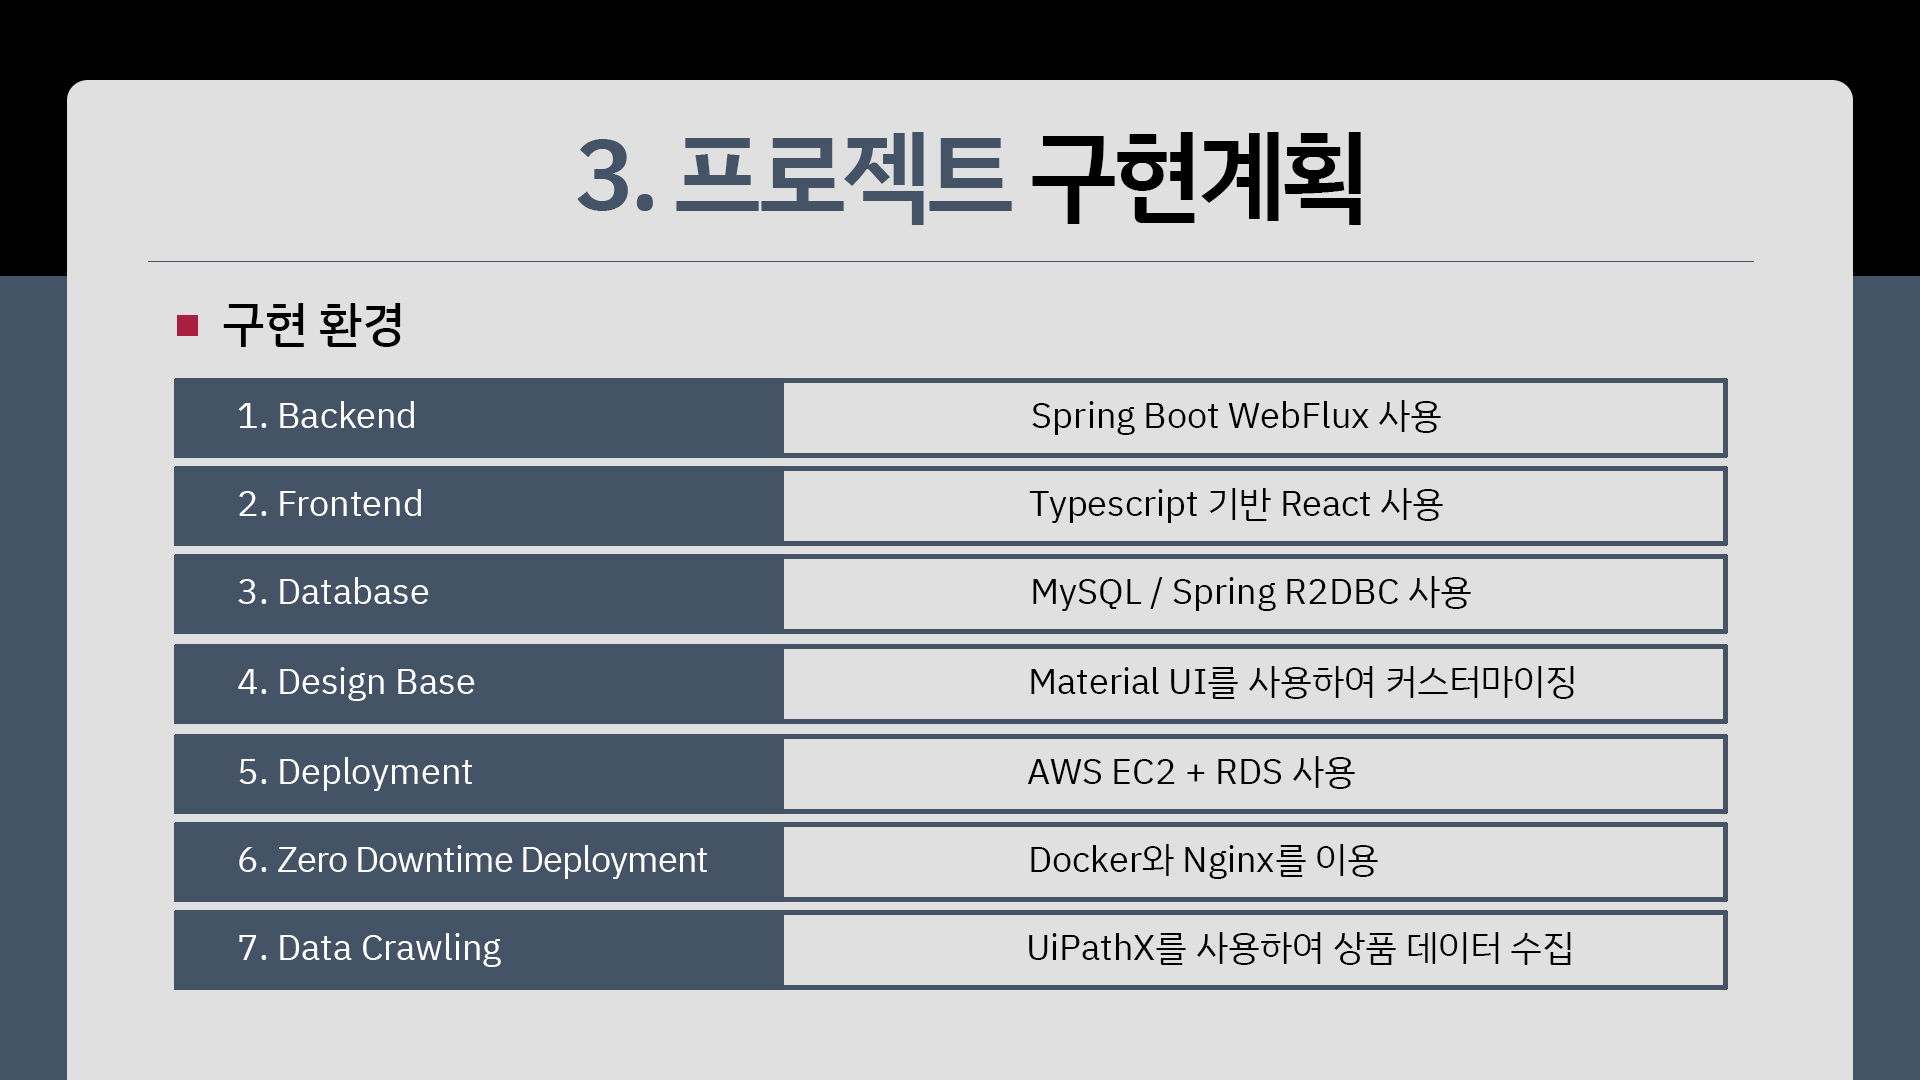 3. 프로젝트 구현계획
구현 환경
1. Backend
Spring Boot WebFlux 사용
2. Frontend
Typescript 기반 React 사용
3. Database
MySQL / Spring R2DBC 사용
4. Design Base
Material UI를 사용하여 커스터마이징
5. Deployment
AWS EC2 + RDS 사용
6. Zero Downtime Deployment
Docker와 Nginx를 이용
7. Data Crawling
UiPathX를 사용하여 상품 데이터 수집